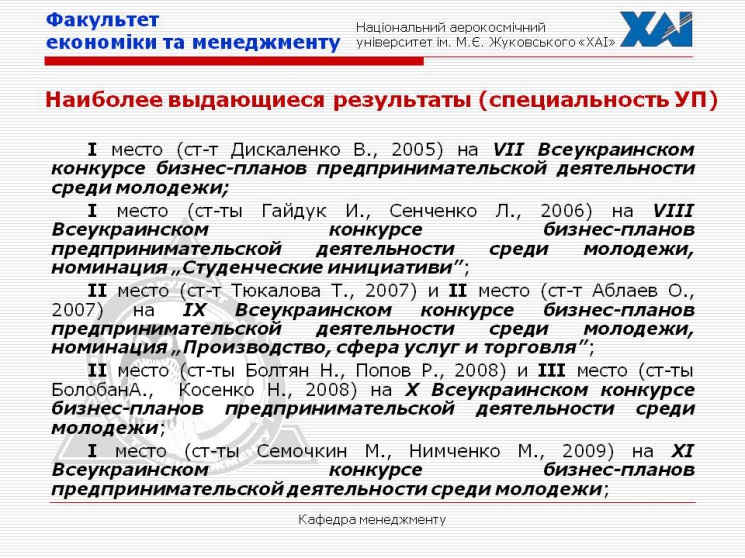 Факультет
економіки та менеджменту
Національний аерокосмічний
університет ім. М.Є. Жуковського «ХАІ»
ХАІ
Наиболее выдающиеся результаты (специальность УП)
I место (ст-т Дискаленко В., 2005) на VII Всеукраинском
конкурсе бизнес-планов предпринимательской деятельности
среди молодежи;
I место (ст-ты Гайдук И., Сенченко Л., 2006) на VIII
Всеукраинском конкурсе бизнес-планов
предпринимательской деятельности среди молодежи,
номинация „Студенческие инициативи”;
II место (ст-т Тюкалова Т., 2007) и II место (ст-т Аблаев О.,
2007) на IX Всеукраинском конкурсе бизнес-планов
предпринимательской деятельности среди молодежи,
номинация „Производство, сфера услуг и торговля”;
II место (ст-ты Болтян Н., Попов Р., 2008) и III место (ст-ты
БолобанА., Косенко Н., 2008) на X Всеукраинском конкурсе
бизнес-планов предпринимательской деятельности среди
молодежи;
I место (ст-ты Семочкин М., Нимченко М., 2009) на XI
Всеукраинском конкурсе бизнес-планов
предпринимательской деятельности среди молодежи;
Кафедра менеджменту